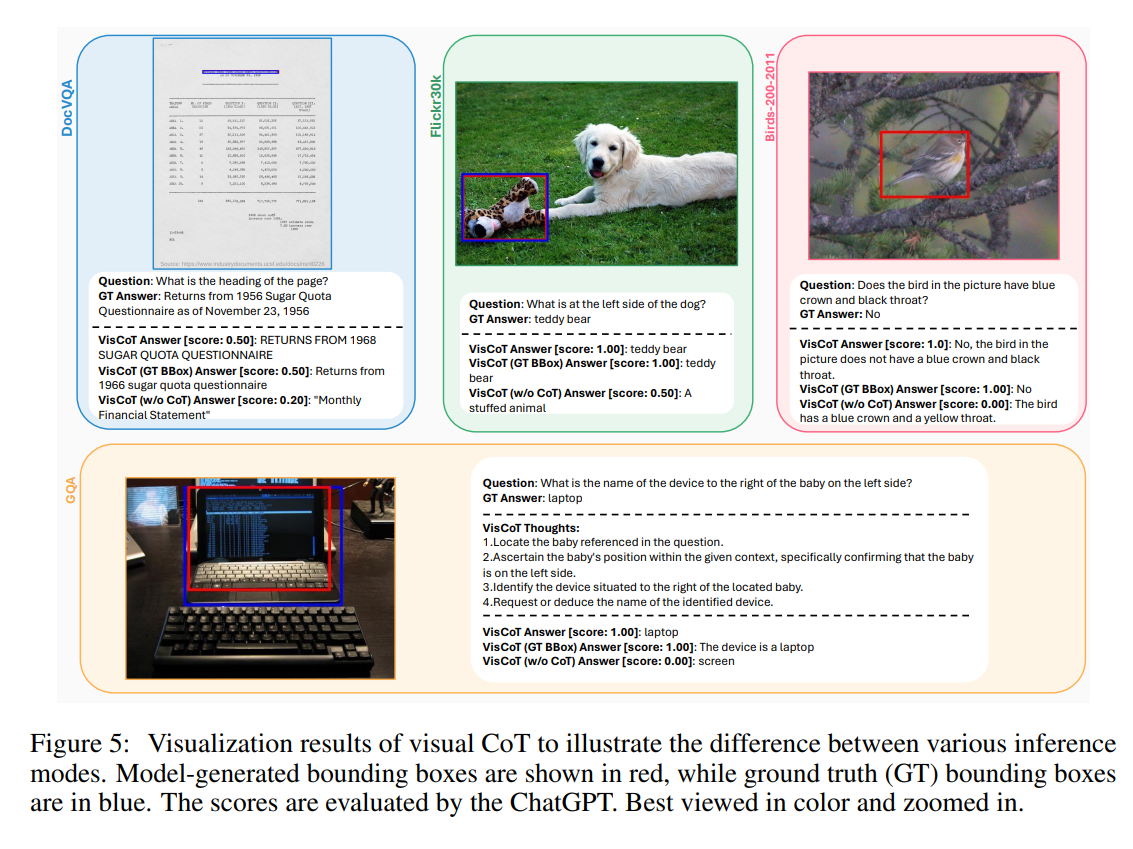 DocVQA
Source: https://www.industrydocuments.ucsf.edu/docs/
Question: What is the heading of the page?
GT Answer: Returns from 1956 Sugar Quota
Questionnaire as of November 23, 1956
VisCoT Answer [score: 0.50]: RETURNS FROM 1968
SUGAR QUOTA QUESTIONNAIRE
VisCoT (GT BBox) Answer [score: 0.50]: Returns from
1966 sugar quota questionnaire
VisCoT (w/o CoT) Answer [score: 0.20]: "Monthly
Financial Statement"
Flickr30k
Question: What is at the left side of the dog?
GT Answer: teddy bear
VisCoT Answer [score: 1.00]: teddy bear
VisCoT (GT BBox) Answer [score: 1.00]: teddy
bear
VisCoT (w/o CoT) Answer [score: 0.50]: A
stuffed animal
Birds-200-2011
Question: Does the bird in the picture have blue
crown and black throat?
GT Answer: No
VisCoT Answer [score: 1.0]: No, the bird in the
picture does not have a blue crown and black
throat.
VisCoT (GT BBox) Answer [score: 1.00]: No
VisCoT (w/o CoT) Answer [score: 0.00]: The bird
has a blue crown and a yellow throat.
GQA
Question: What is the name of the device to the right of the baby on the left side?
GT Answer: laptop
VisCoT Thoughts:
1.Locate the baby referenced in the question.
2.Ascertain the baby's position within the given context, specifically confirming that the baby
is on the left side.
3.Identify the device situated to the right of the located baby.
4.Request or deduce the name of the identified device.
VisCoT Answer [score: 1.00]: laptop
VisCoT (GT BBox) Answer [score: 1.00]: The device is a laptop
VisCoT (w/o CoT) Answer [score: 0.00]: screen
Figure 5: Visualization results of visual CoT to illustrate the difference between various inference
modes. Model-generated bounding boxes are shown in red, while ground truth (GT) bounding boxes
are in blue. The scores are evaluated by the ChatGPT. Best viewed in color and zoomed in.